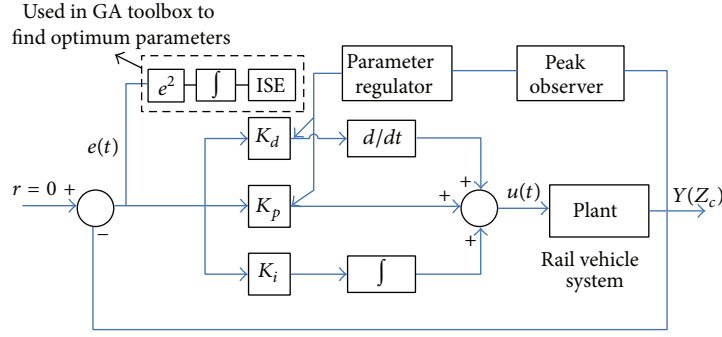 Used in GA toolbox to
find optimum parameters
e²
∫
ISE
Parameter
regulator
Peak
observer
e(t)
K_d
d/dt
r = 0
+
−
K_p
+
+
+
u(t)
Plant
Y(Z_c)
K_i
∫
Rail vehicle
system